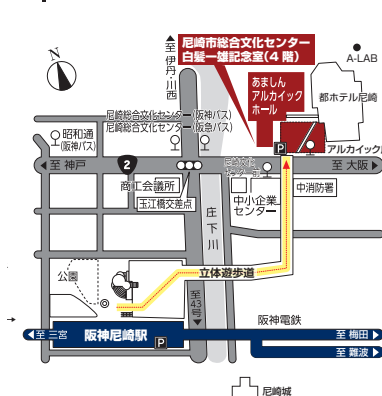 N
至 伊丹・川西
尼崎市総合文化センター
白髪一雄記念室(4階)
A-LAB
あましん
アルカイック
ホール
都ホテル尼崎
尼崎総合文化センター(阪神バス)
尼崎総合文化センター(阪急バス)
昭和通
(阪神バス)
P
アルカイック
至 神戸
2
至 大阪
商工会議所
中消防署
玉江橋交差点
中小企業
センター
庄下川
公園
立体遊歩道
至43号
阪神電鉄
至 三宮
阪神尼崎駅
P
至 梅田
至 難波
尼崎城